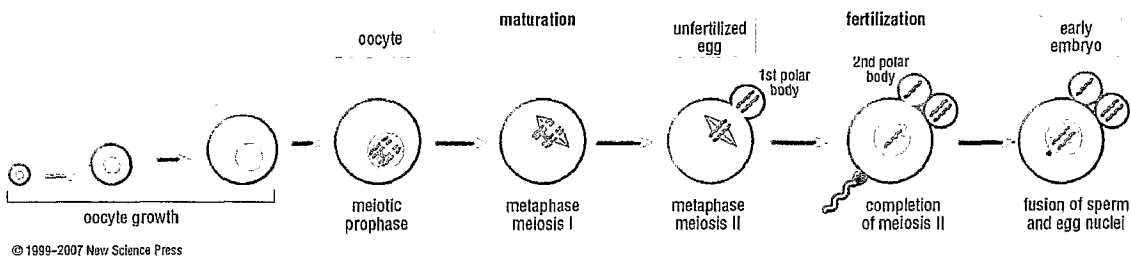 maturation
fertilization
oocyte
unfertilized
egg
early
embryo
1st polar
body
2nd polar
body
oocyte growth
meiotic
prophase
metaphase
meiosis I
metaphase
meiosis II
completion
of meiosis II
fusion of sperm
and egg nuclei
© 1999–2007 New Science Press